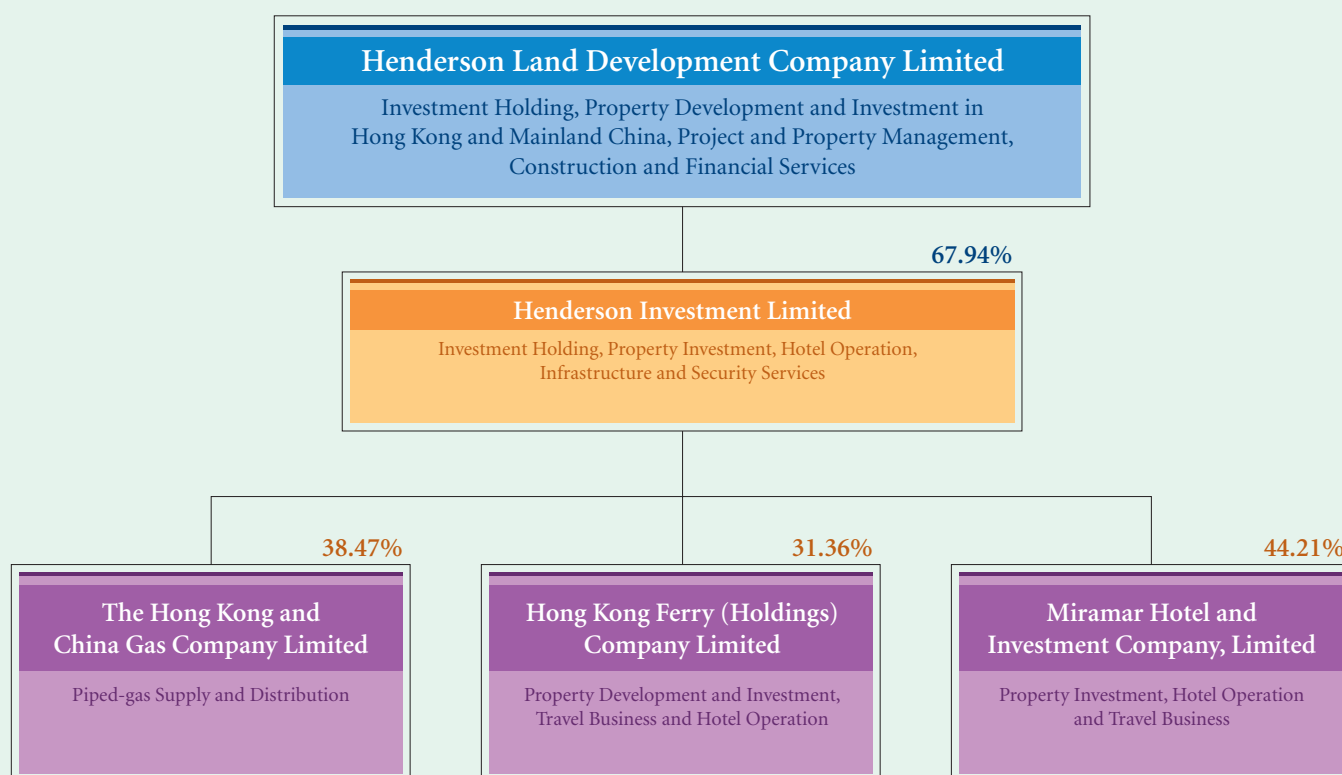 Henderson Land Development Company Limited
Investment Holding, Property Development and Investment in
Hong Kong and Mainland China, Project and Property Management,
Construction and Financial Services
67.94%
Henderson Investment Limited
Investment Holding, Property Investment, Hotel Operation,
Infrastructure and Security Services
38.47%
The Hong Kong and
China Gas Company Limited
Piped-gas Supply and Distribution
31.36%
Hong Kong Ferry (Holdings)
Company Limited
Property Development and Investment,
Travel Business and Hotel Operation
44.21%
Miramar Hotel and
Investment Company, Limited
Property Investment, Hotel Operation
and Travel Business